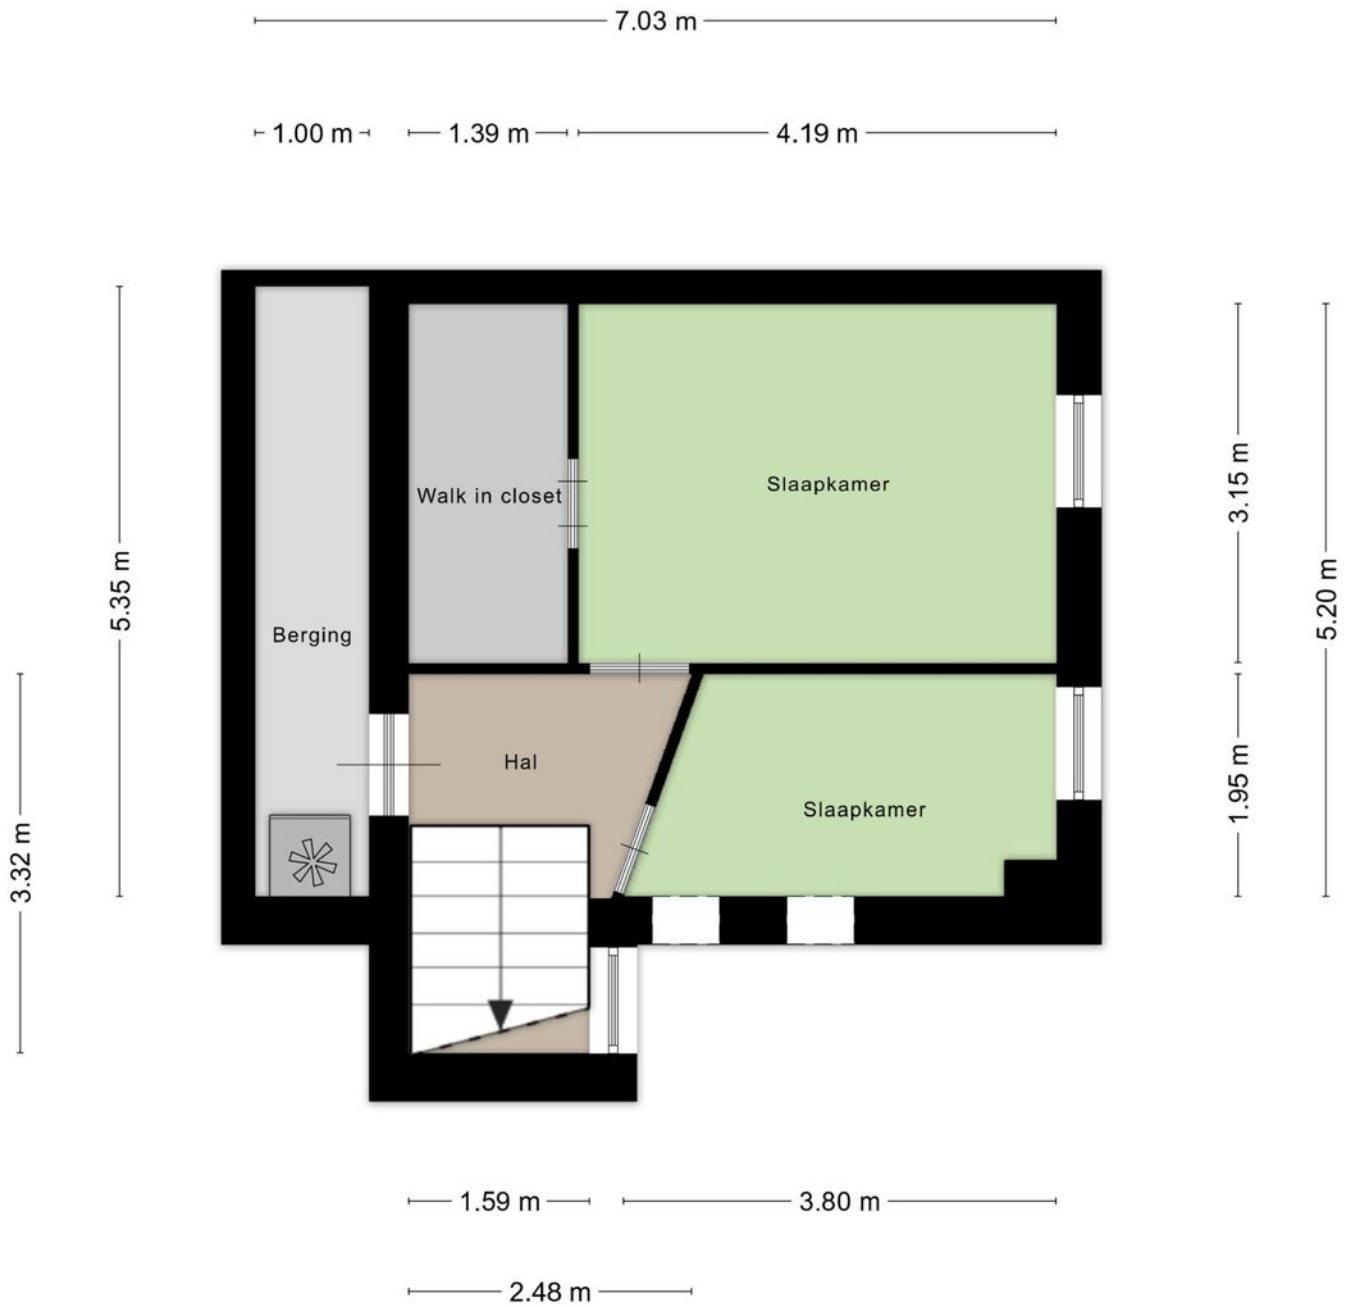 7.03 m
1.00 m
1.39 m
4.19 m
Walk in closet
Slaapkamer
3.15 m
5.35 m
5.20 m
Berging
Hal
Slaapkamer
1.95 m
3.32 m
1.59 m
3.80 m
2.48 m